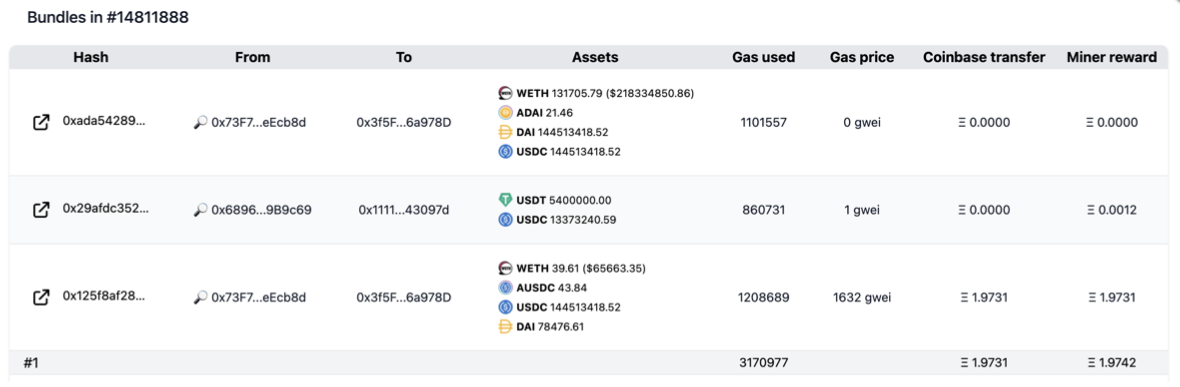 Bundles in #14811888
Hash From To Assets Gas used Gas price Coinbase transfer Miner reward
WETH 131705.79 ($218334850.86)
ADAI 21.46
0xada54289... 0x73F7...eEcb8d 0x3f5F...6a978D 1101557 0 gwei Ξ 0.0000 Ξ 0.0000
DAI 144513418.52
USDC 144513418.52
USDT 5400000.00
0x29afdc352... 0x6896...9B9c69 0x1111...43097d 860731 1 gwei Ξ 0.0000 Ξ 0.0012
USDC 13373240.59
WETH 39.61 ($65663.35)
AUSDC 43.84
0x125f8af28... 0x73F7...eEcb8d 0x3f5F...6a978D 1208689 1632 gwei Ξ 1.9731 Ξ 1.9731
USDC 144513418.52
DAI 78476.61
#1 3170977 Ξ 1.9731 Ξ 1.9742